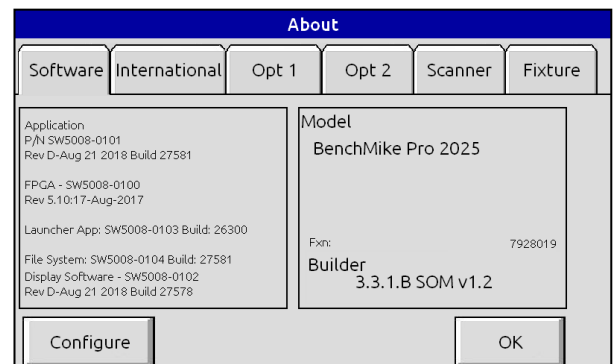 About
Software International Opt 1 Opt 2 Scanner Fixture
Application
P/N SW5008-0101
Rev D-Aug 21 2018 Build 27581
FPGA - SW5008-0100
Rev 5.10:17-Aug-2017
Launcher App: SW5008-0103 Build: 26300
File System: SW5008-0104 Build: 27581
Display Software - SW5008-0102
Rev D-Aug 21 2018 Build 27578
Model
BenchMike Pro 2025
Fxn: 7928019
Builder
3.3.1.B SOM v1.2
Configure OK